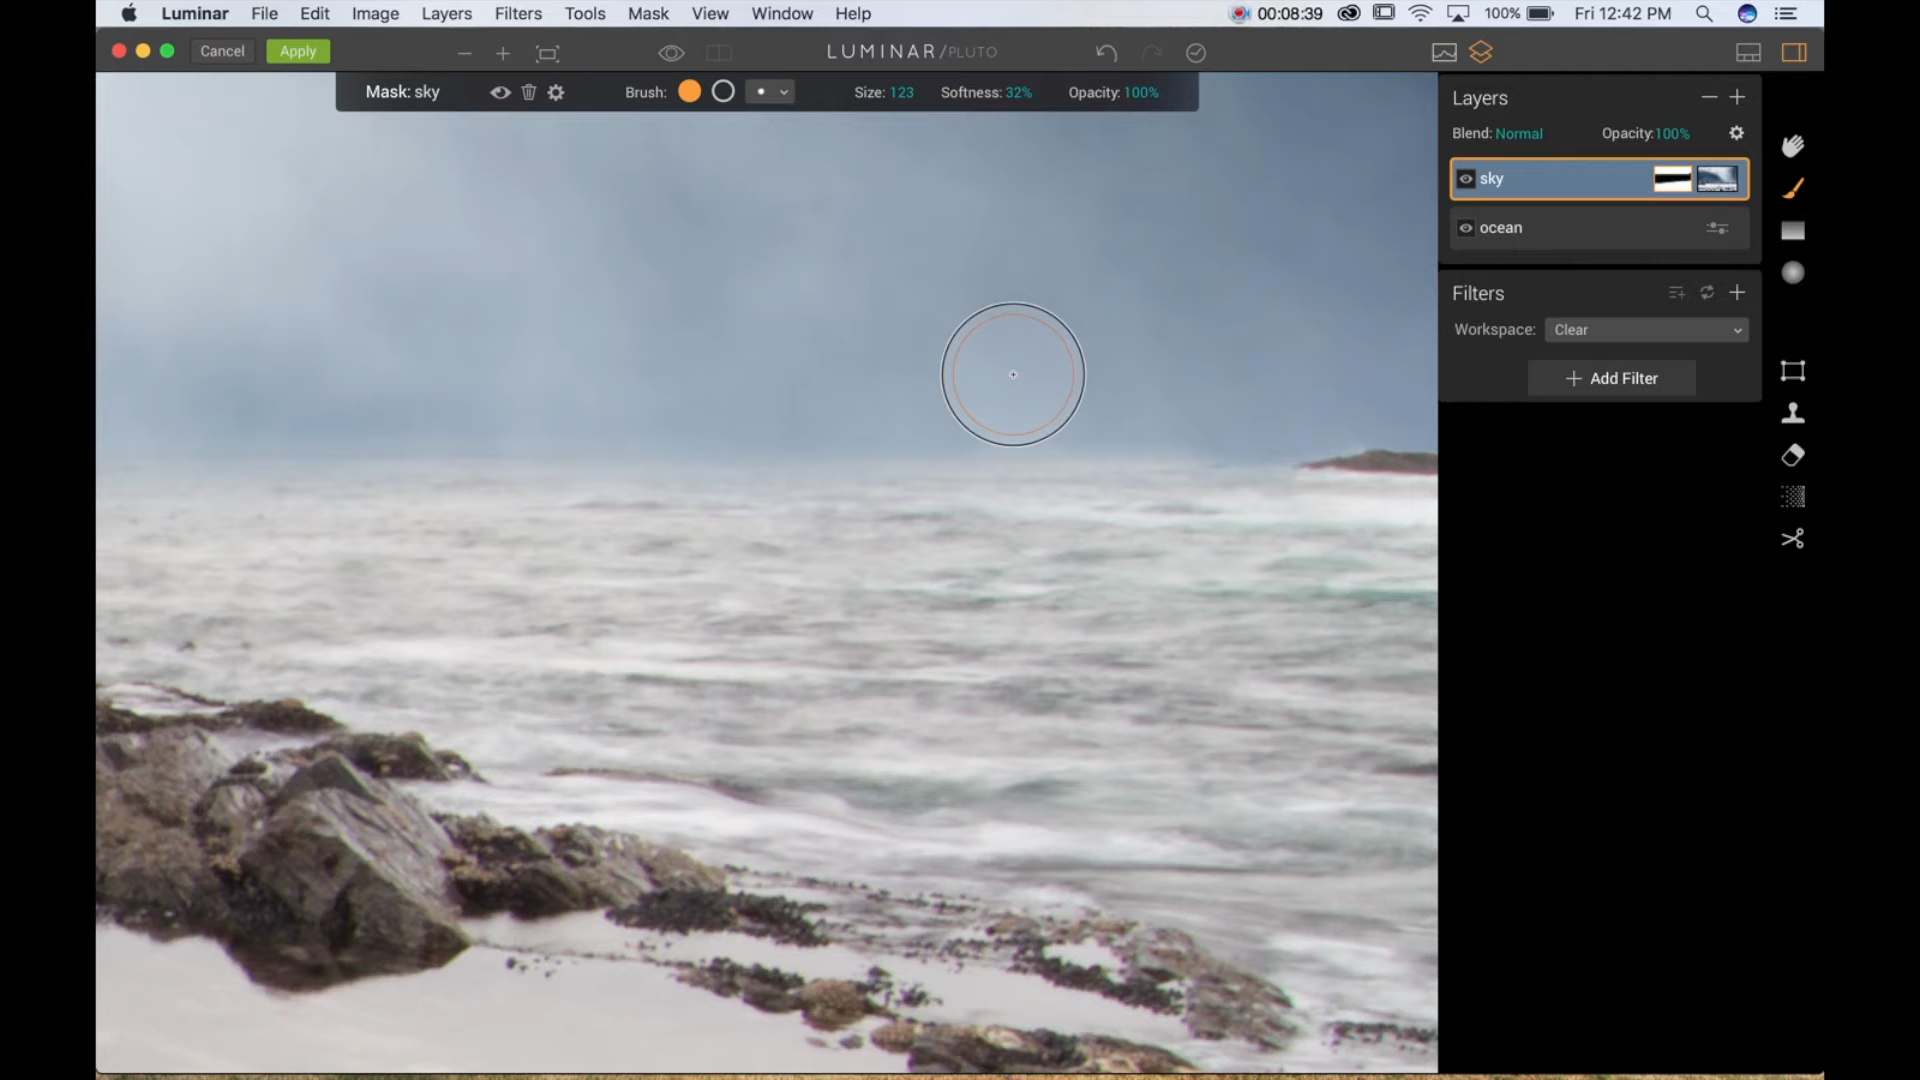 Luminar File Edit Image Layers Filters Tools Mask View Window Help 00:08:39 100% Fri 12:42 PM
Cancel Apply LUMINAR/PLUTO
Mask: sky Brush: Size: 123 Softness: 32% Opacity: 100%
Layers
Blend: Normal Opacity:100%
sky
ocean
Filters
Workspace: Clear
Add Filter